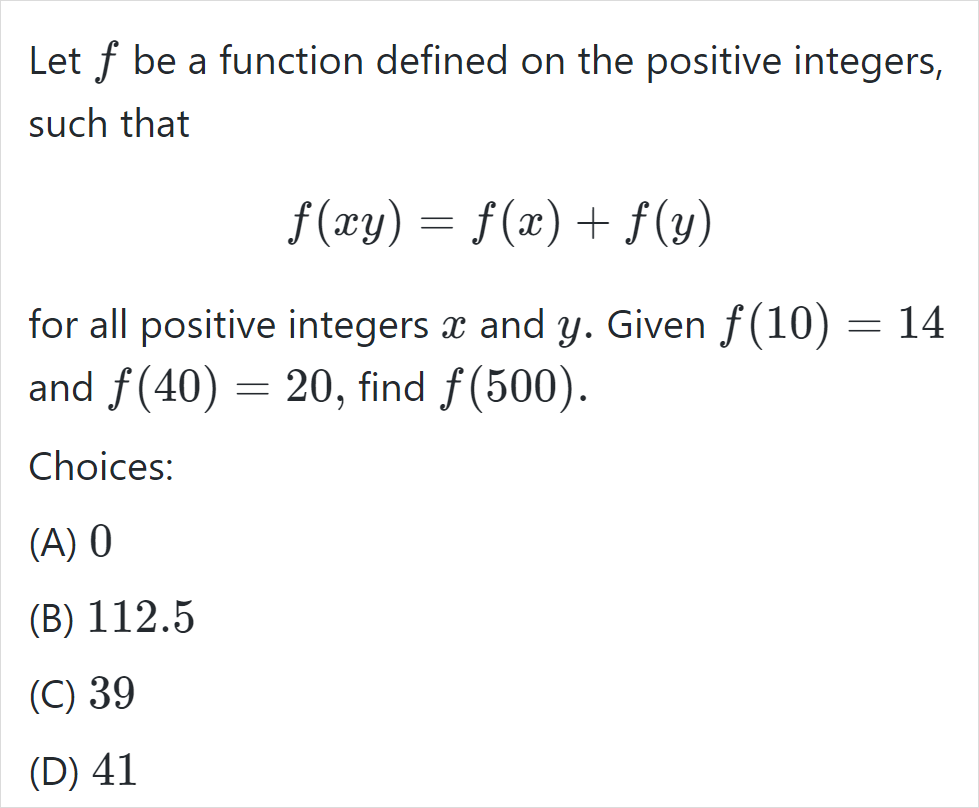 Let f be a function defined on the positive integers,
such that
f(xy) = f(x) + f(y)
for all positive integers x and y. Given f(10) = 14
and f(40) = 20, find f(500).
Choices:
(A) 0
(B) 112.5
(C) 39
(D) 41